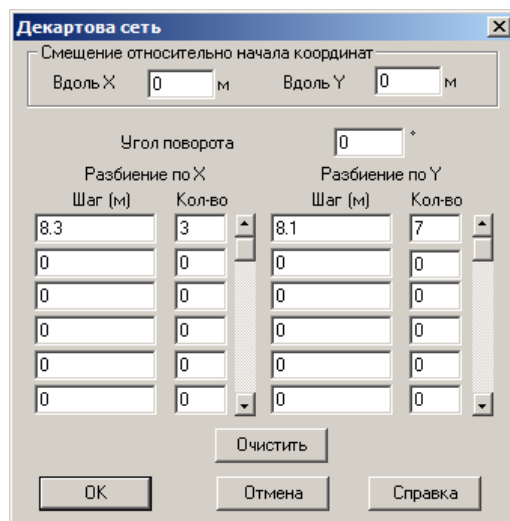 Декартова сеть
Смещение относительно начала координат
Вдоль X 0 м Вдоль Y 0 м
Угол поворота 0 °
Разбиение по X Разбиение по Y
Шаг (м) Кол-во Шаг (м) Кол-во
8.3 3 8.1 7
0 0 0 0
0 0 0 0
0 0 0 0
0 0 0 0
0 0 0 0
Очистить
OK Отмена Справка